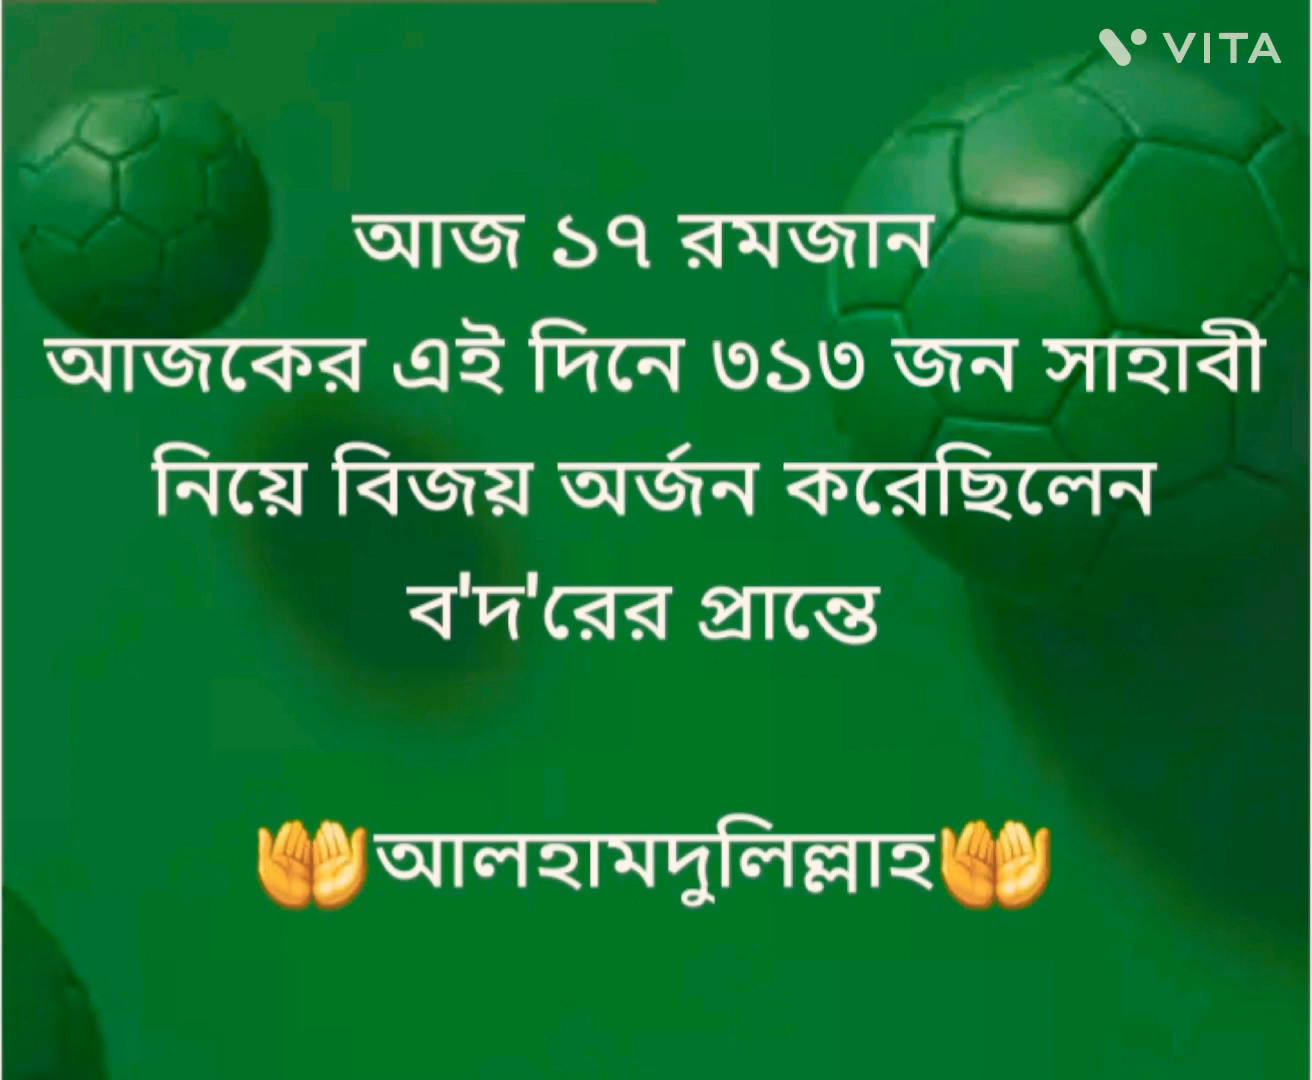 VITA
আজ ১৭ রমজান
আজকের এই দিনে ৩১৩ জন সাহাবী
নিয়ে বিজয় অর্জন করেছিলেন
ব'দ'রের প্রান্তে
🤲আলহামদুলিল্লাহ🤲